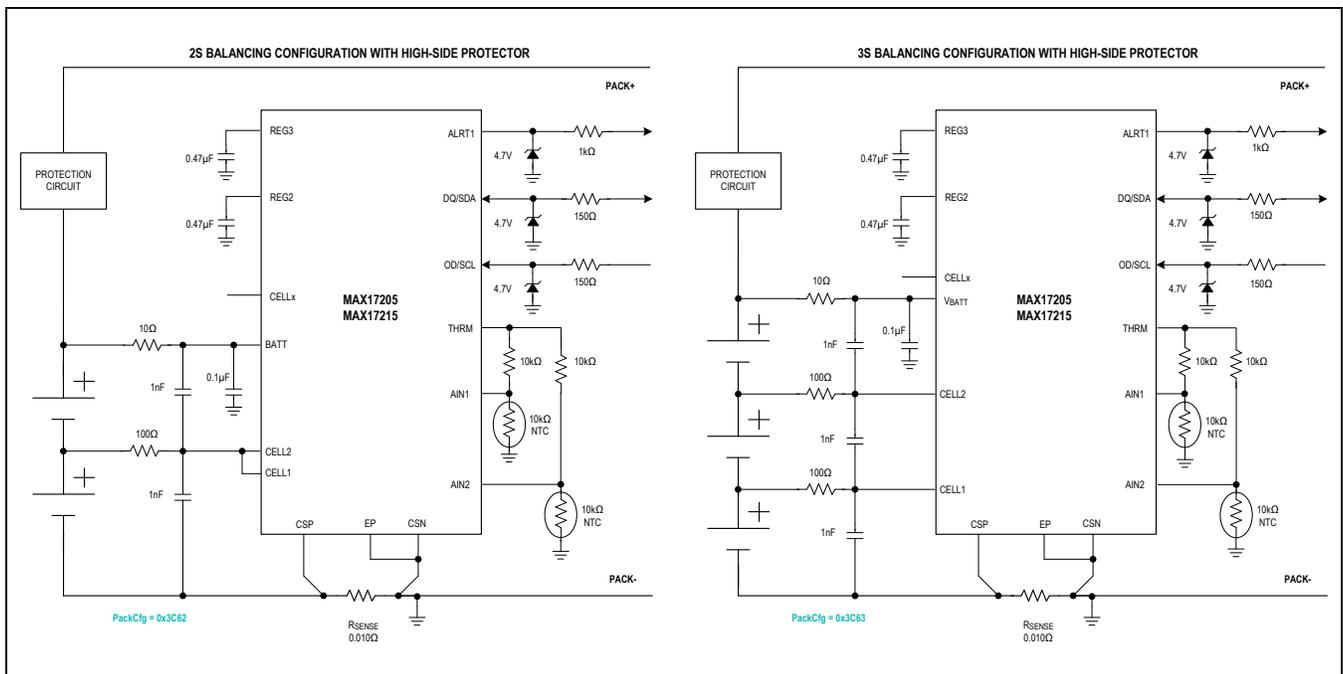 2S BALANCING CONFIGURATION WITH HIGH-SIDE PROTECTOR
PACK+
REG3
0.47µF
REG2
0.47µF
PROTECTION
CIRCUIT
ALRT1
4.7V
1kΩ
DQ/SDA
4.7V
150Ω
OD/SCL
4.7V
150Ω
CELLx
MAX17205
MAX17215
THRM
10Ω
BATT
10kΩ
10kΩ
+
1nF
0.1µF
AIN1
10kΩ
NTC
100Ω
CELL2
CELL1
+
1nF
AIN2
10kΩ
NTC
CSP
EP
CSN
PACK-
PackCfg = 0x3C62
RSENSE
0.010Ω
3S BALANCING CONFIGURATION WITH HIGH-SIDE PROTECTOR
PACK+
REG3
0.47µF
REG2
0.47µF
PROTECTION
CIRCUIT
ALRT1
4.7V
1kΩ
DQ/SDA
4.7V
150Ω
OD/SCL
4.7V
150Ω
CELLx
10Ω
VBATT
MAX17205
MAX17215
THRM
+
1nF
0.1µF
10kΩ
10kΩ
100Ω
CELL2
AIN1
10kΩ
NTC
+
1nF
100Ω
CELL1
AIN2
+
1nF
10kΩ
NTC
CSP
EP
CSN
PACK-
PackCfg = 0x3C63
RSENSE
0.010Ω